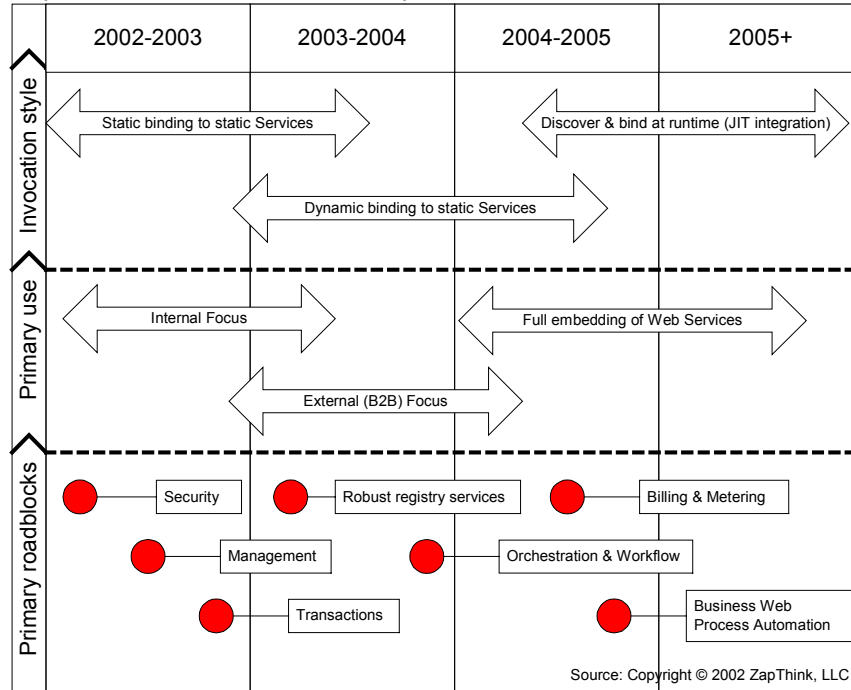 2002-2003
2003-2004
2004-2005
2005+
Invocation style
Static binding to static Services
Discover & bind at runtime (JIT integration)
Dynamic binding to static Services
Primary use
Internal Focus
Full embedding of Web Services
External (B2B) Focus
Primary roadblocks
Security
Robust registry services
Billing & Metering
Management
Orchestration & Workflow
Transactions
Business Web
Process Automation
Source: Copyright © 2002 ZapThink, LLC